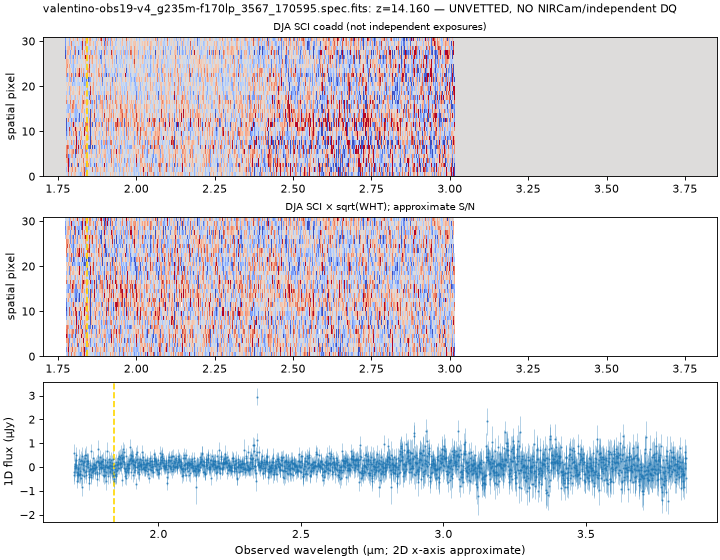 valentino-obs19-v4_g235m-f170lp_3567_170595.spec.fits: z=14.160 — UNVETTED, NO NIRCam/independent DQ
DJA SCI coadd (not independent exposures)
spatial pixel
30
20
10
0
1.75 2.00 2.25 2.50 2.75 3.00 3.25 3.50 3.75
DJA SCI × sqrt(WHT); approximate S/N
spatial pixel
30
20
10
0
1.75 2.00 2.25 2.50 2.75 3.00 3.25 3.50 3.75
1D flux (μJy)
3
2
1
0
−1
−2
2.0 2.5 3.0 3.5
Observed wavelength (μm; 2D x-axis approximate)